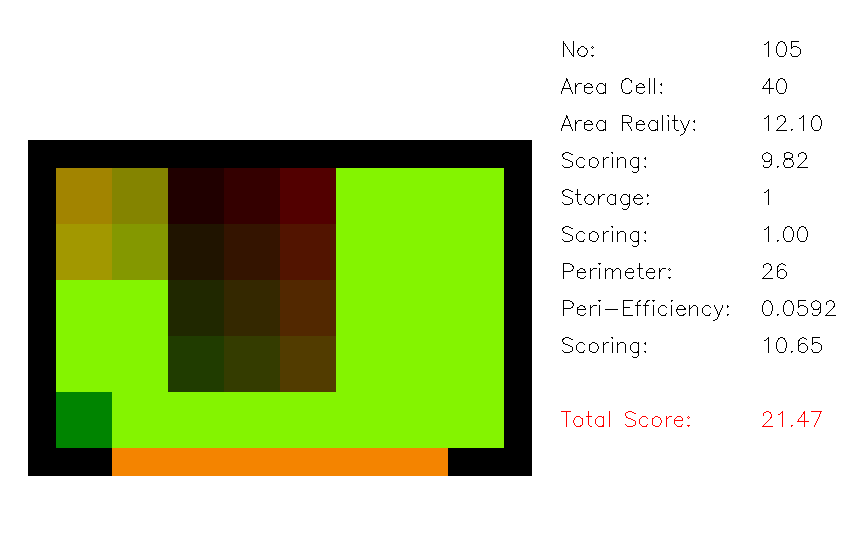 No: 105
Area Cell: 40
Area Reality: 12.10
Scoring: 9.82
Storage: 1
Scoring: 1.00
Perimeter: 26
Peri-Efficiency: 0.0592
Scoring: 10.65
Total Score: 21.47